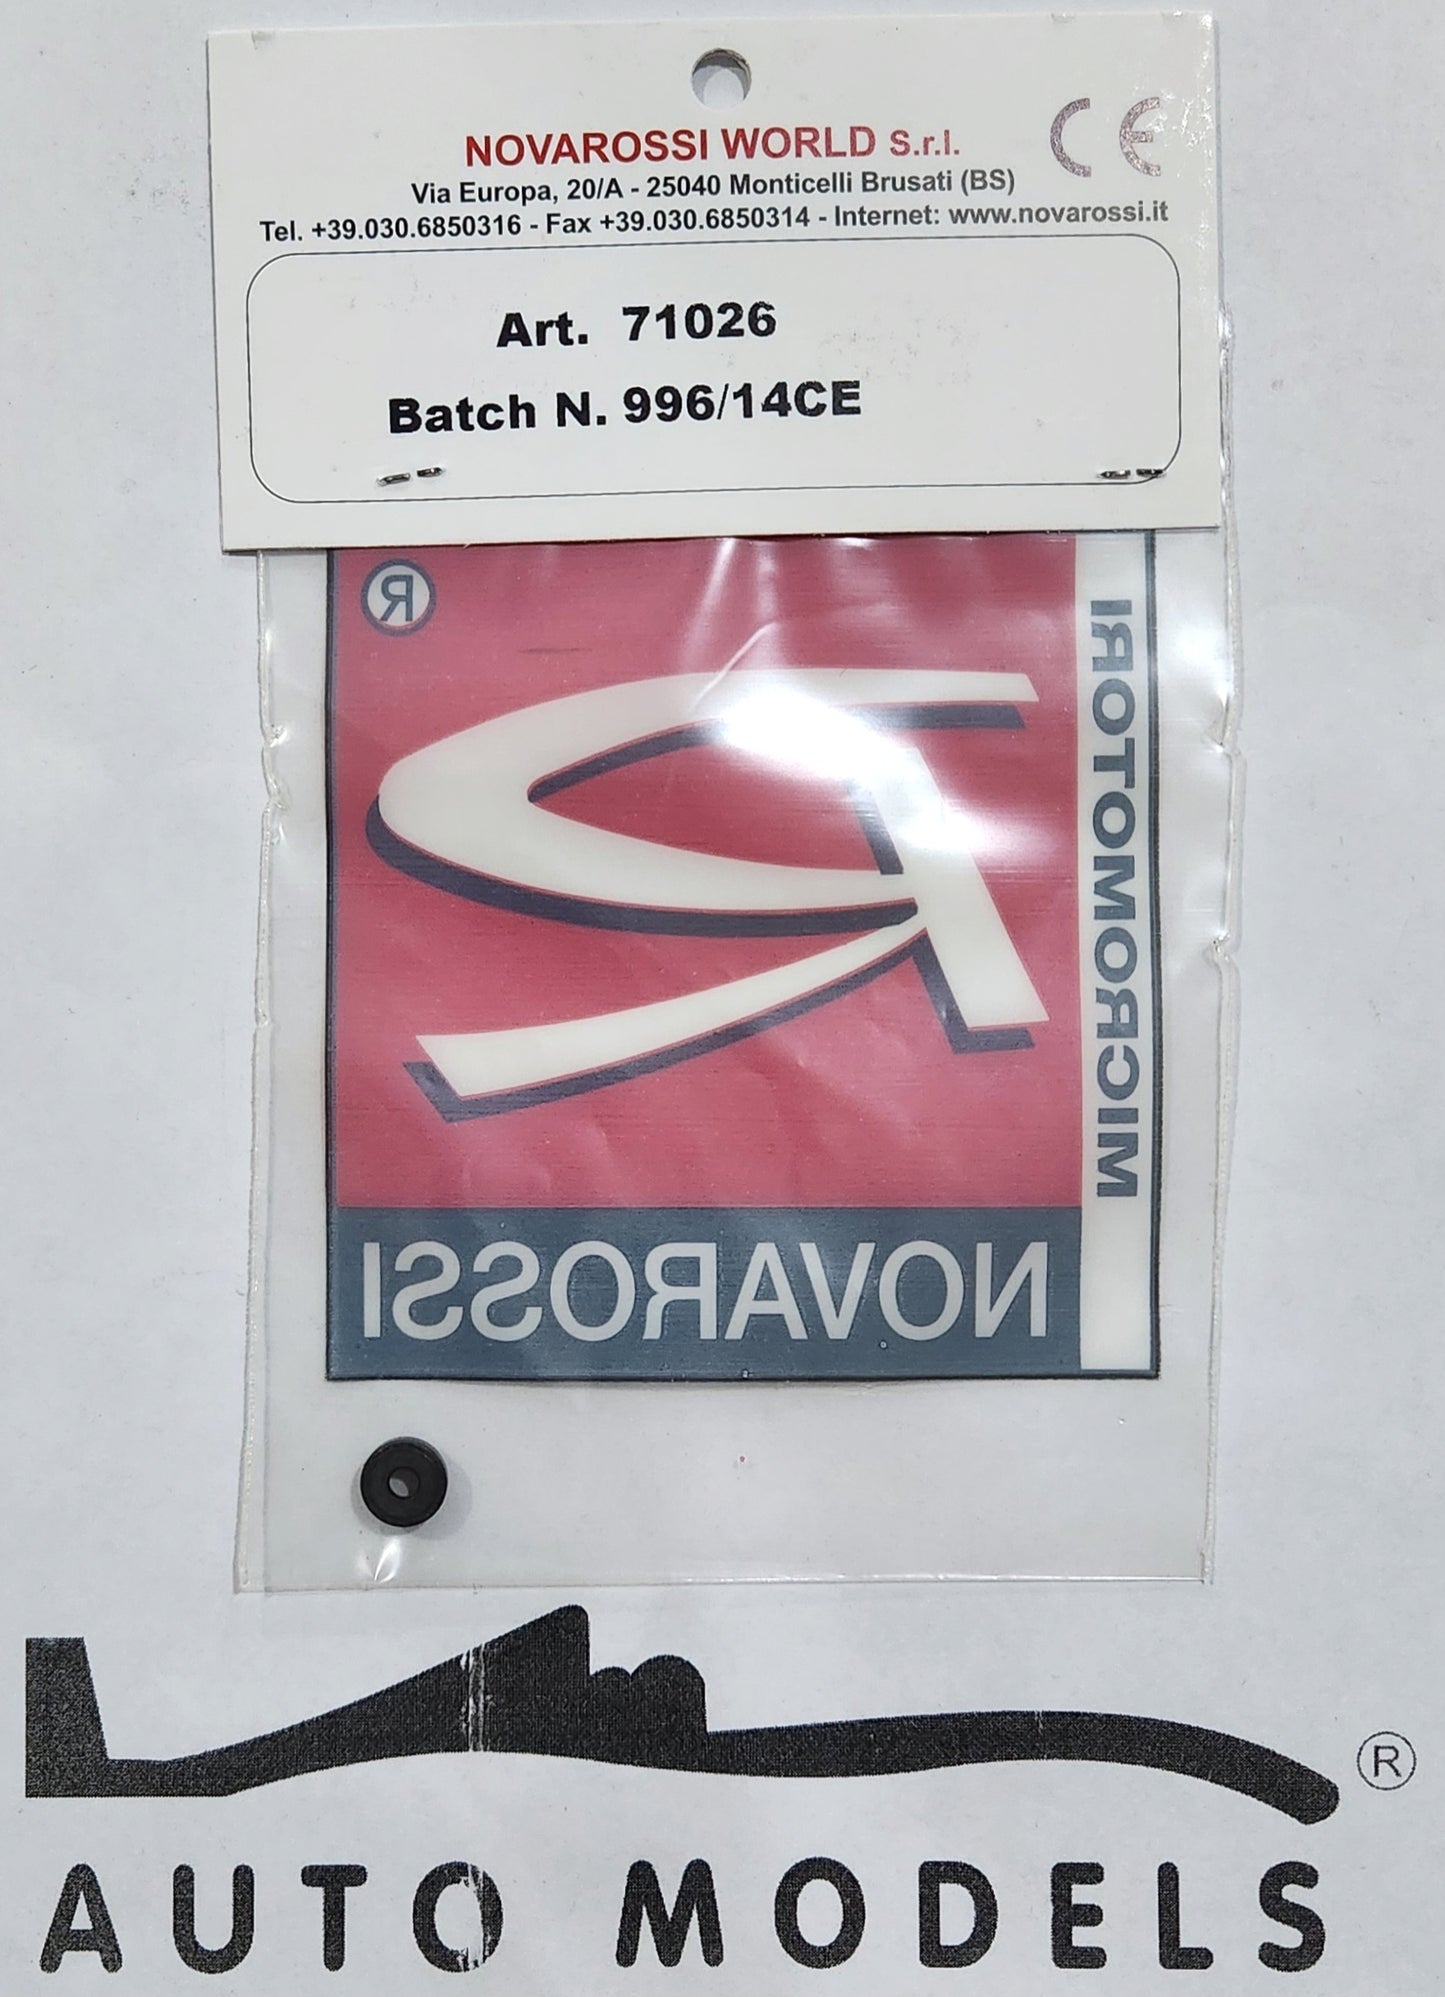 NOVAROSSI WORLD S.r.l.
CE
Via Europa, 20/A - 25040 Monticelli Brusati (BS)
Tel. +39.030.6850316 - Fax +39.030.6850314 - Internet: www.novarossi.it
Art. 71026
Batch N. 996/14CE
®
MICROMOTORI
NOVAROSSI
®
AUTO MODELS